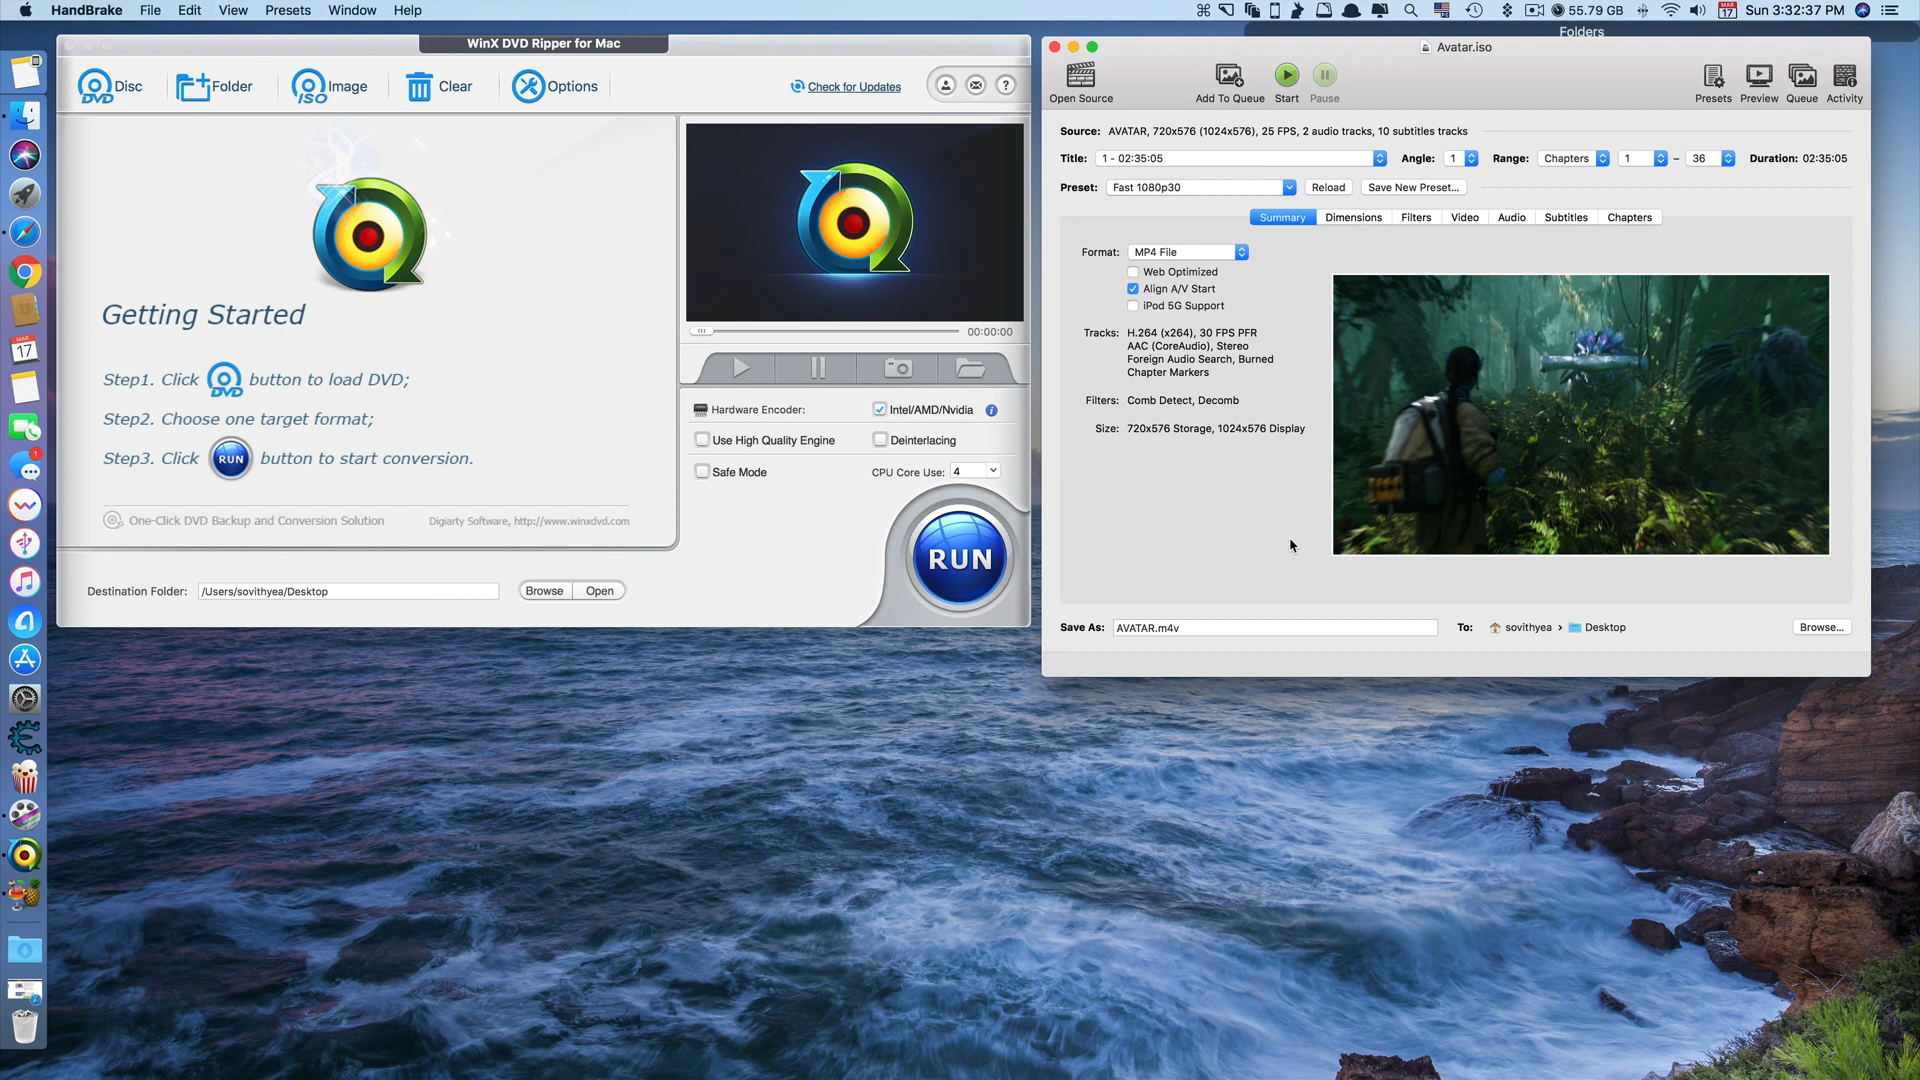 HandBrake File Edit View Presets Window Help
55.79 GB
MAR 17
Sun 3:32:37 PM
Folders
WinX DVD Ripper for Mac
DVD Disc
Folder
ISO Image
Clear
Options
Check for Updates
?
Getting Started
Step1. Click DVD button to load DVD;
Step2. Choose one target format;
Step3. Click RUN button to start conversion.
One-Click DVD Backup and Conversion Solution
Digiarty Software, http://www.winxdvd.com
00:00:00
Hardware Encoder:
Intel/AMD/Nvidia
i
Use High Quality Engine
Deinterlacing
Safe Mode
CPU Core Use: 4
RUN
Destination Folder: /Users/sovithyea/Desktop
Browse
Open
Avatar.iso
Open Source
Add To Queue
Start
Pause
Presets
Preview
Queue
Activity
Source: AVATAR, 720x576 (1024x576), 25 FPS, 2 audio tracks, 10 subtitles tracks
Title: 1 - 02:35:05
Angle: 1
Range: Chapters 1 – 36
Duration: 02:35:05
Preset: Fast 1080p30
Reload
Save New Preset...
Summary Dimensions Filters Video Audio Subtitles Chapters
Format: MP4 File
Web Optimized
Align A/V Start
iPod 5G Support
Tracks: H.264 (x264), 30 FPS PFR
AAC (CoreAudio), Stereo
Foreign Audio Search, Burned
Chapter Markers
Filters: Comb Detect, Decomb
Size: 720x576 Storage, 1024x576 Display
Save As: AVATAR.m4v
To: sovithyea › Desktop
Browse...
MAR
17
1